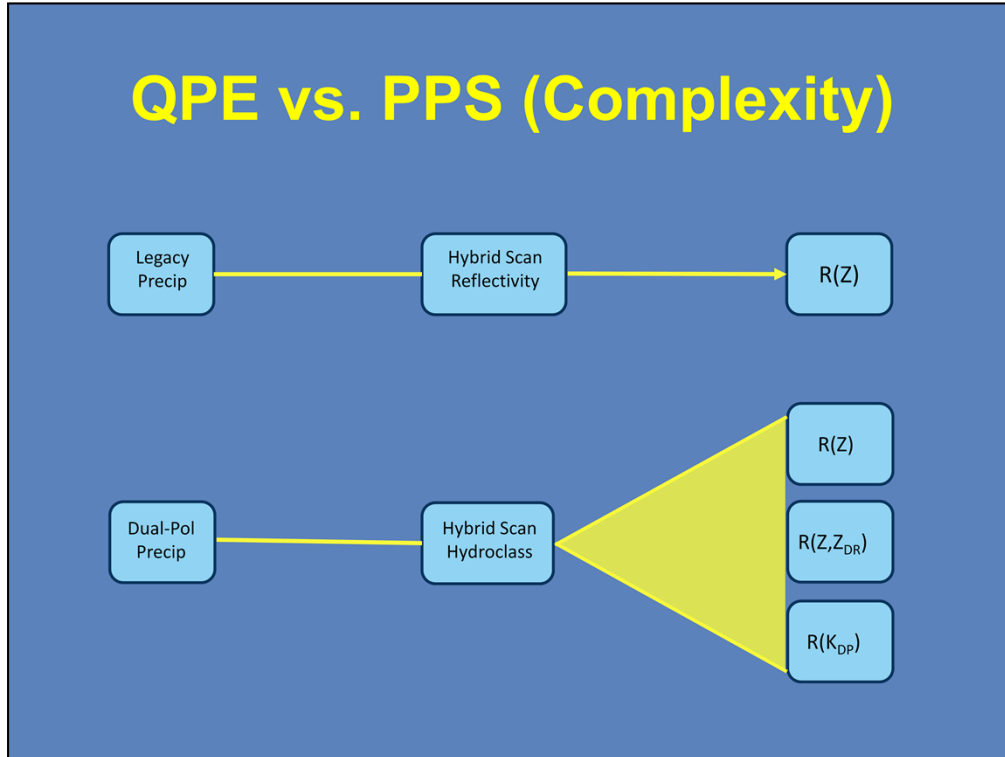 QPE vs. PPS (Complexity)
Legacy
Precip
Hybrid Scan
Reflectivity
R(Z)
Dual-Pol
Precip
Hybrid Scan
Hydroclass
R(Z)
R(Z,ZDR)
R(KDP)